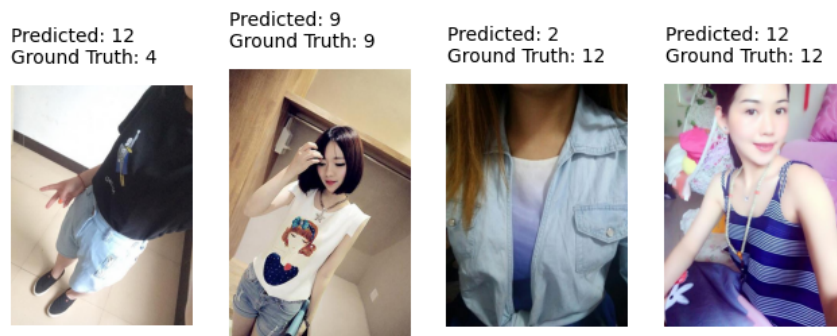 Predicted: 12
Ground Truth: 4
Predicted: 9
Ground Truth: 9
Predicted: 2
Ground Truth: 12
Predicted: 12
Ground Truth: 12